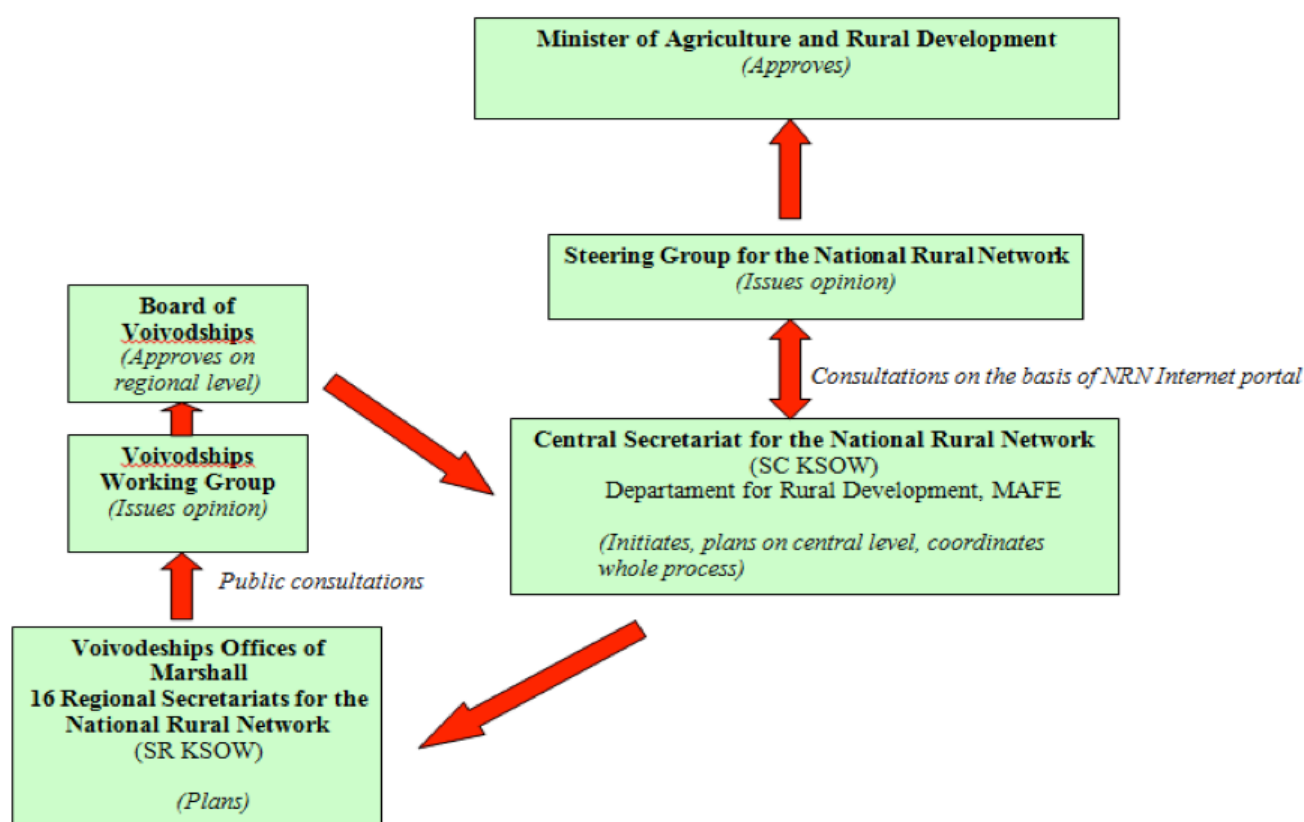 Minister of Agriculture and Rural Development
(Approves)
Steering Group for the National Rural Network
(Issues opinion)
Board of
Voivodships
(Approves on
regional level)
Consultations on the basis of NRN Internet portal
Central Secretariat for the National Rural Network
(SC KSOW)
Departament for Rural Development, MAFE
(Initiates, plans on central level, coordinates
whole process)
Voivodships
Working Group
(Issues opinion)
Public consultations
Voivodeships Offices of
Marshall
16 Regional Secretariats for the
National Rural Network
(SR KSOW)
(Plans)